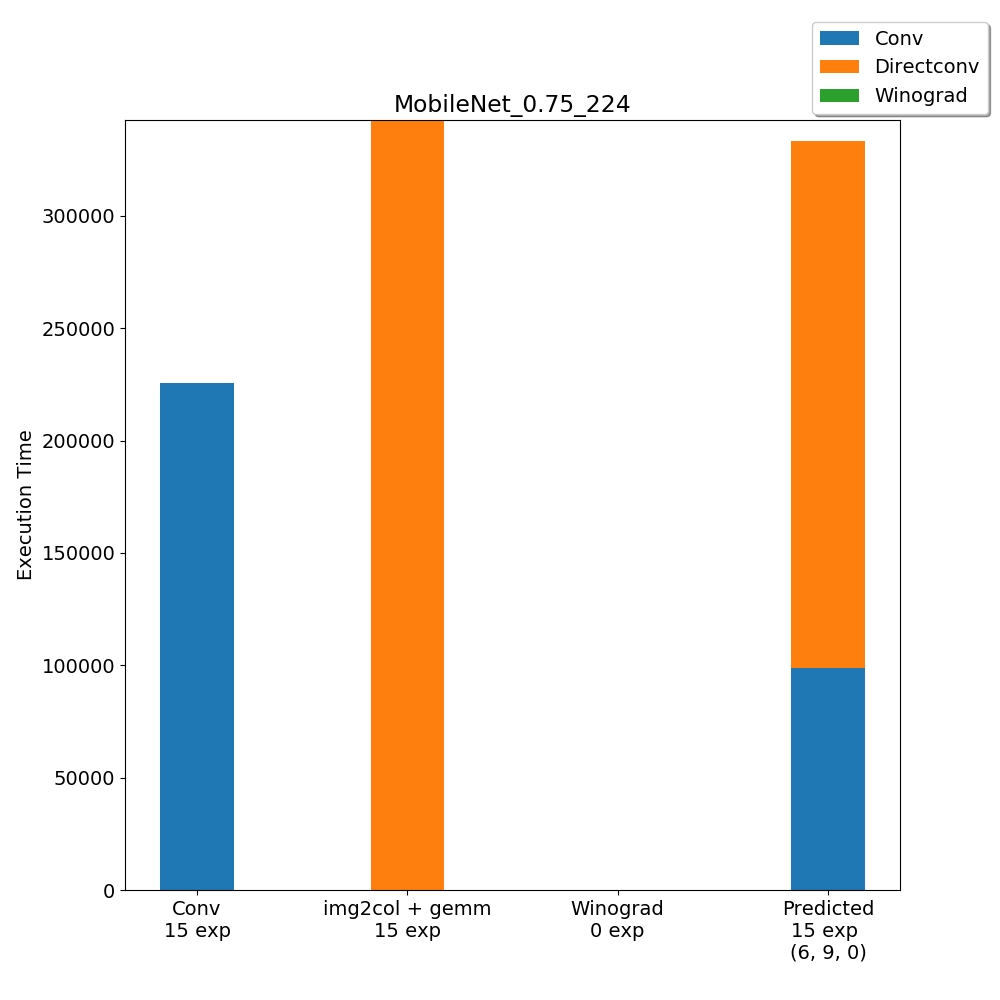 Conv
Directconv
Winograd
MobileNet_0.75_224
Execution Time
300000
250000
200000
150000
100000
50000
0
Conv
15 exp
img2col + gemm
15 exp
Winograd
0 exp
Predicted
15 exp
(6, 9, 0)